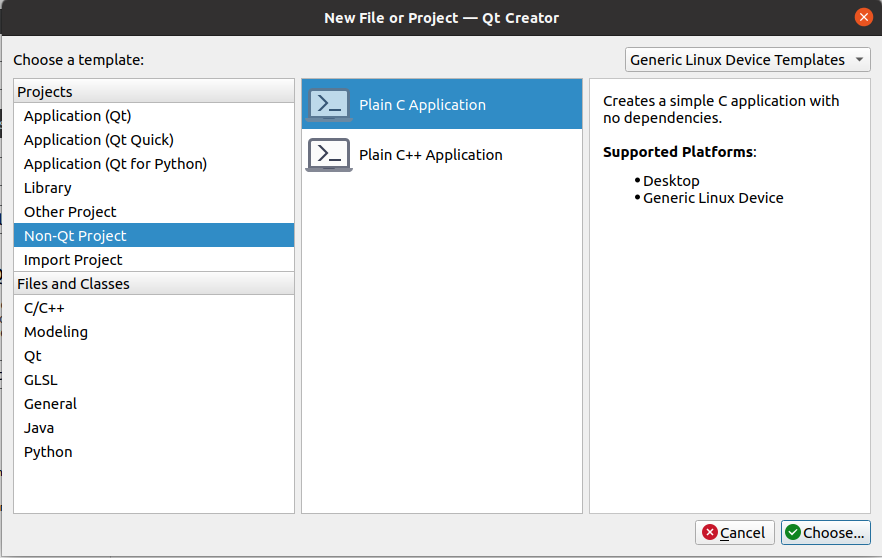 New File or Project — Qt Creator
Choose a template:
Generic Linux Device Templates
Projects
Application (Qt)
Application (Qt Quick)
Application (Qt for Python)
Library
Other Project
Non-Qt Project
Import Project
Files and Classes
C/C++
Modeling
Qt
GLSL
General
Java
Python
Plain C Application
Plain C++ Application
Creates a simple C application with
no dependencies.
Supported Platforms:
• Desktop
• Generic Linux Device
Cancel
Choose...